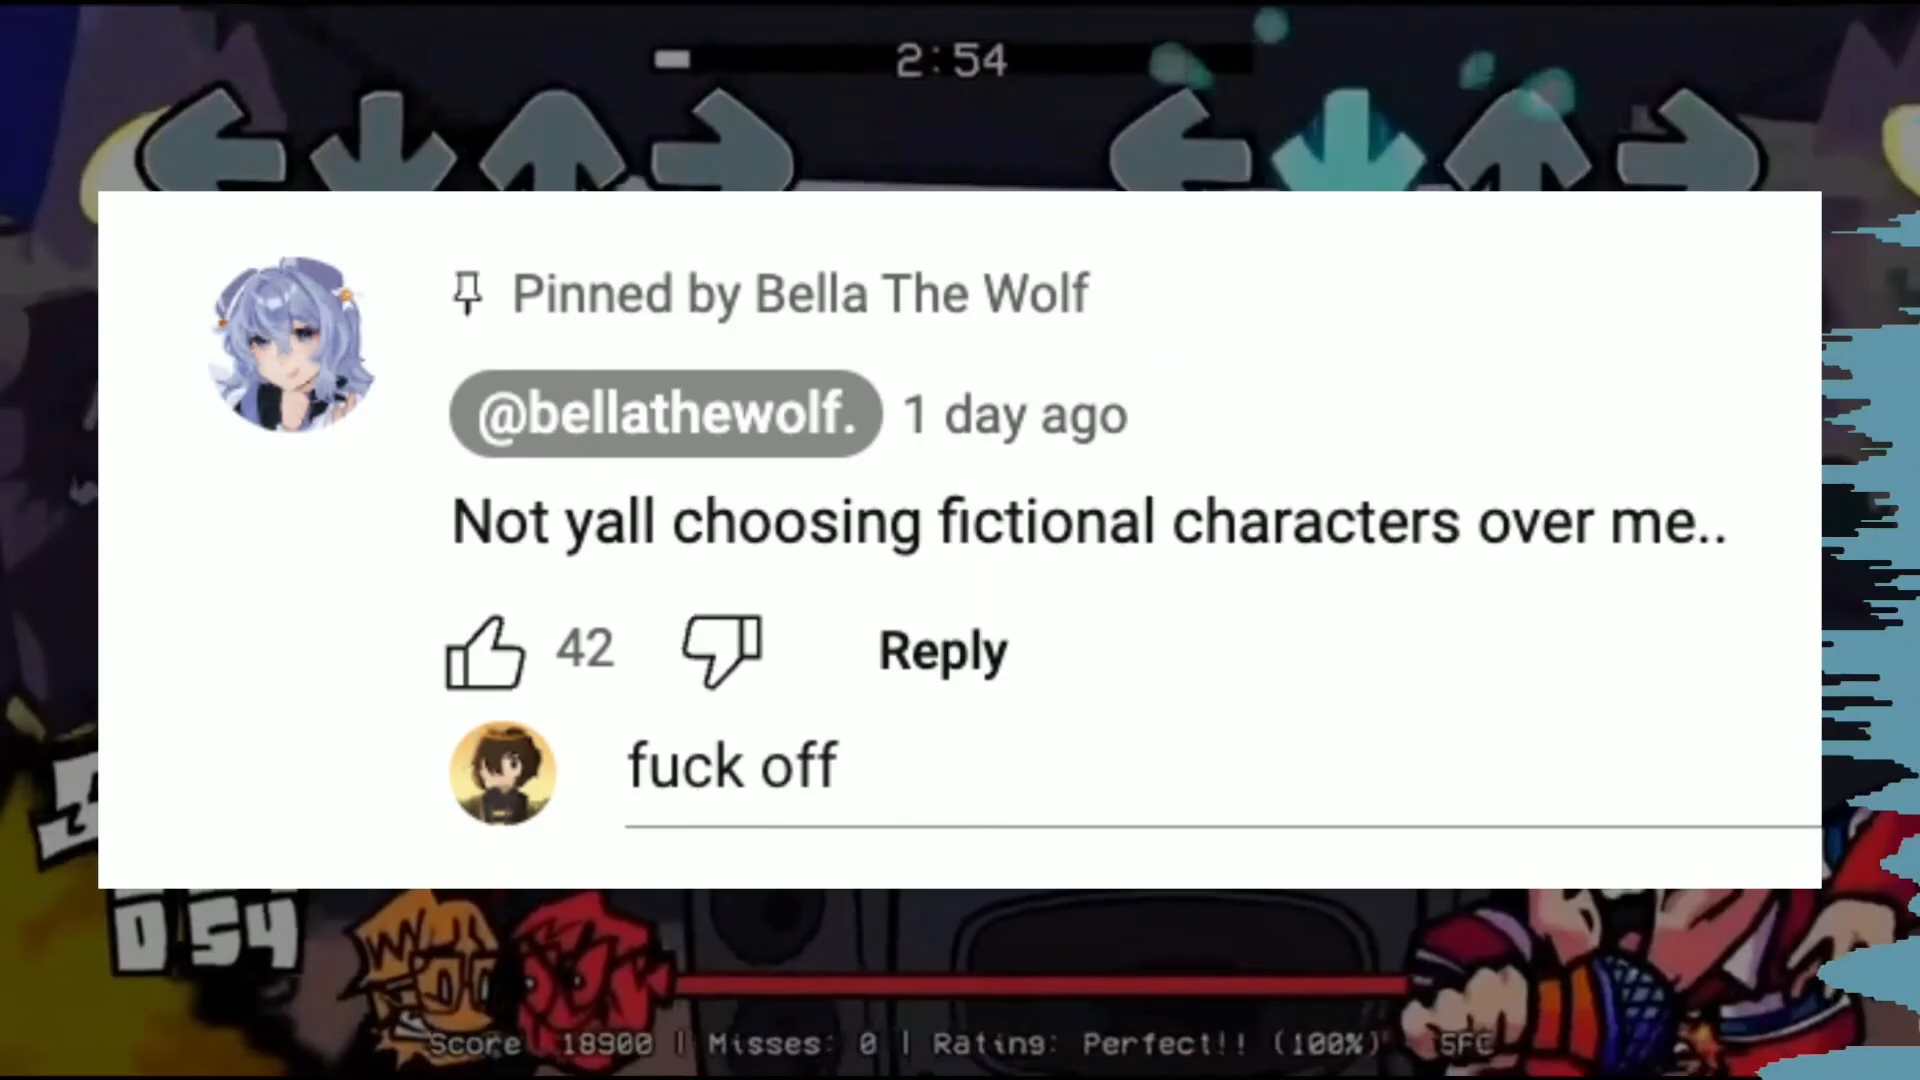 2:54
Pinned by Bella The Wolf
@bellathewolf. 1 day ago
Not yall choosing fictional characters over me..
42 Reply
fuck off
054
Score 18900 | Misses: 0 | Rating: Perfect!! (100%) - SFC